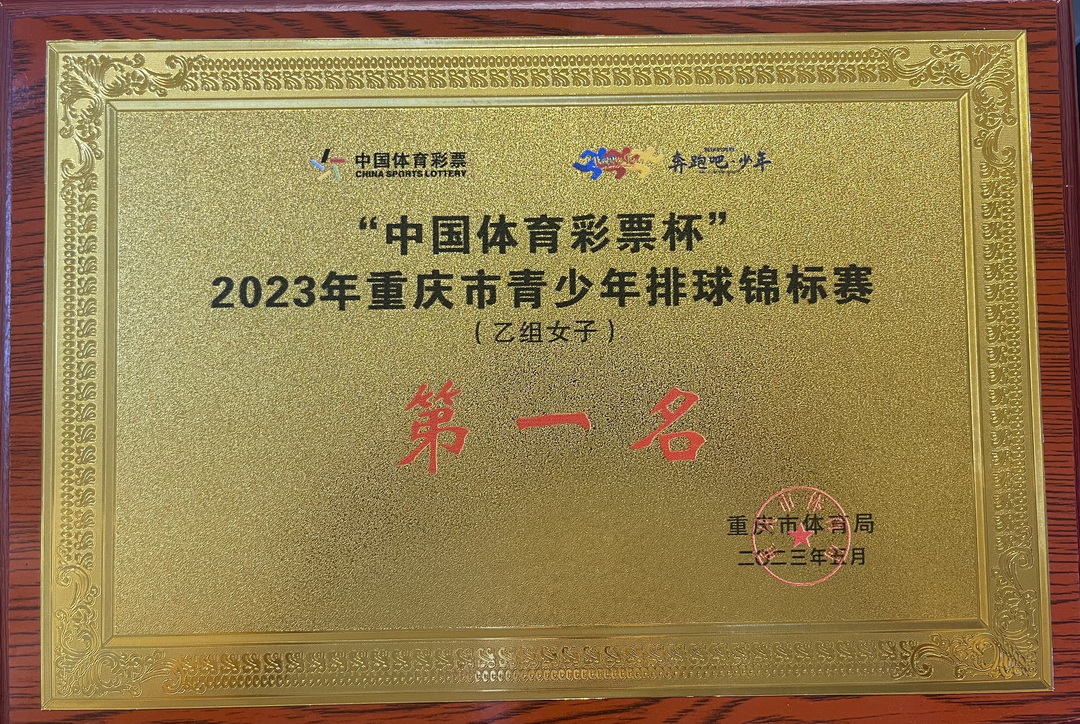 中国体育彩票
CHINA SPORTS LOTTERY
奔跑吧·少年
“中国体育彩票杯”
2023年重庆市青少年排球锦标赛
（乙组女子）
第一名
重庆市体育局
二〇二三年五月